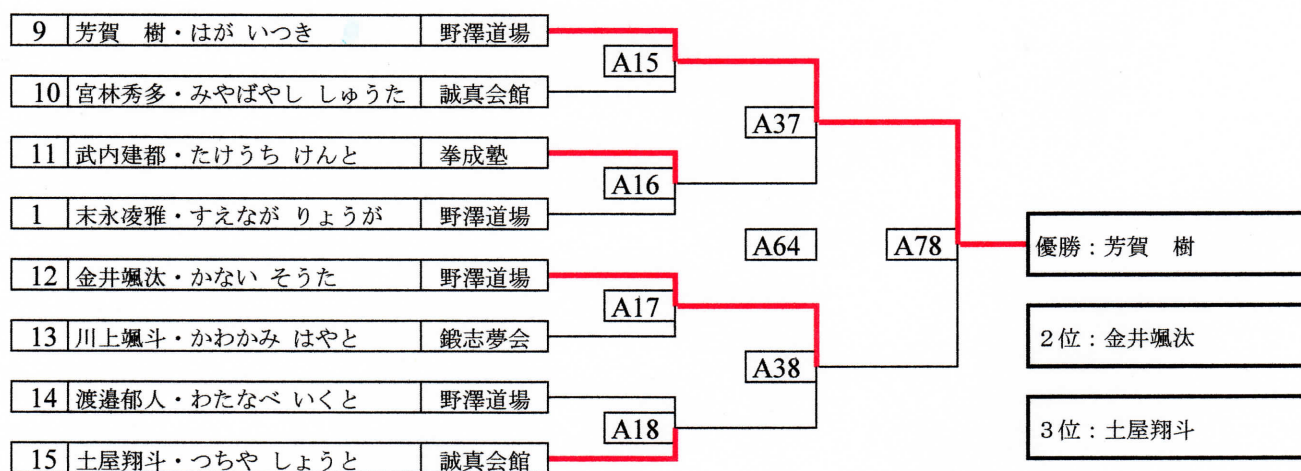 9 芳賀　樹・はが いつき 野澤道場
A15
10 宮林秀多・みやばやし しゅうた 誠真会館
A37
11 武内建都・たけうち けんと 拳成塾
A16
1 末永凌雅・すえなが りょうが 野澤道場
A64
A78
優勝：芳賀　樹
12 金井颯汰・かない そうた 野澤道場
A17
13 川上颯斗・かわかみ はやと 鍛志夢会
2位：金井颯汰
A38
14 渡邉郁人・わたなべ いくと 野澤道場
A18
3位：土屋翔斗
15 土屋翔斗・つちや しょうと 誠真会館